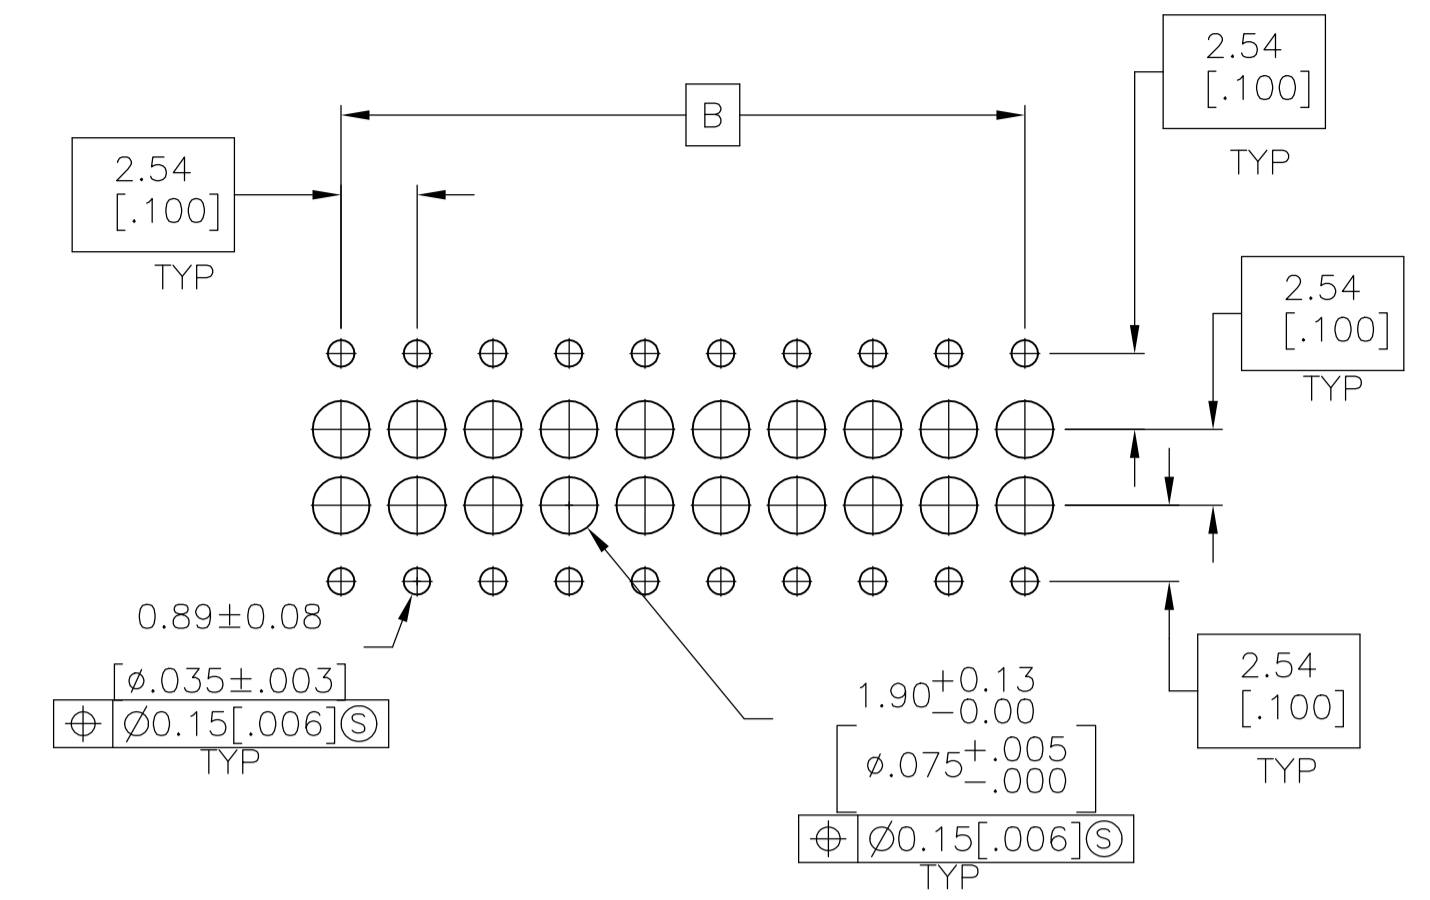 2.54
[.100]
TYP
B
2.54
[.100]
TYP
2.54
[.100]
TYP
0.89±0.08
[ø.035±.003]
⌖ Ø0.15[.006]Ⓢ
TYP
1.90+0.13
−0.00
[ø.075+.005
−.000]
⌖ Ø0.15[.006]Ⓢ
TYP
2.54
[.100]
TYP